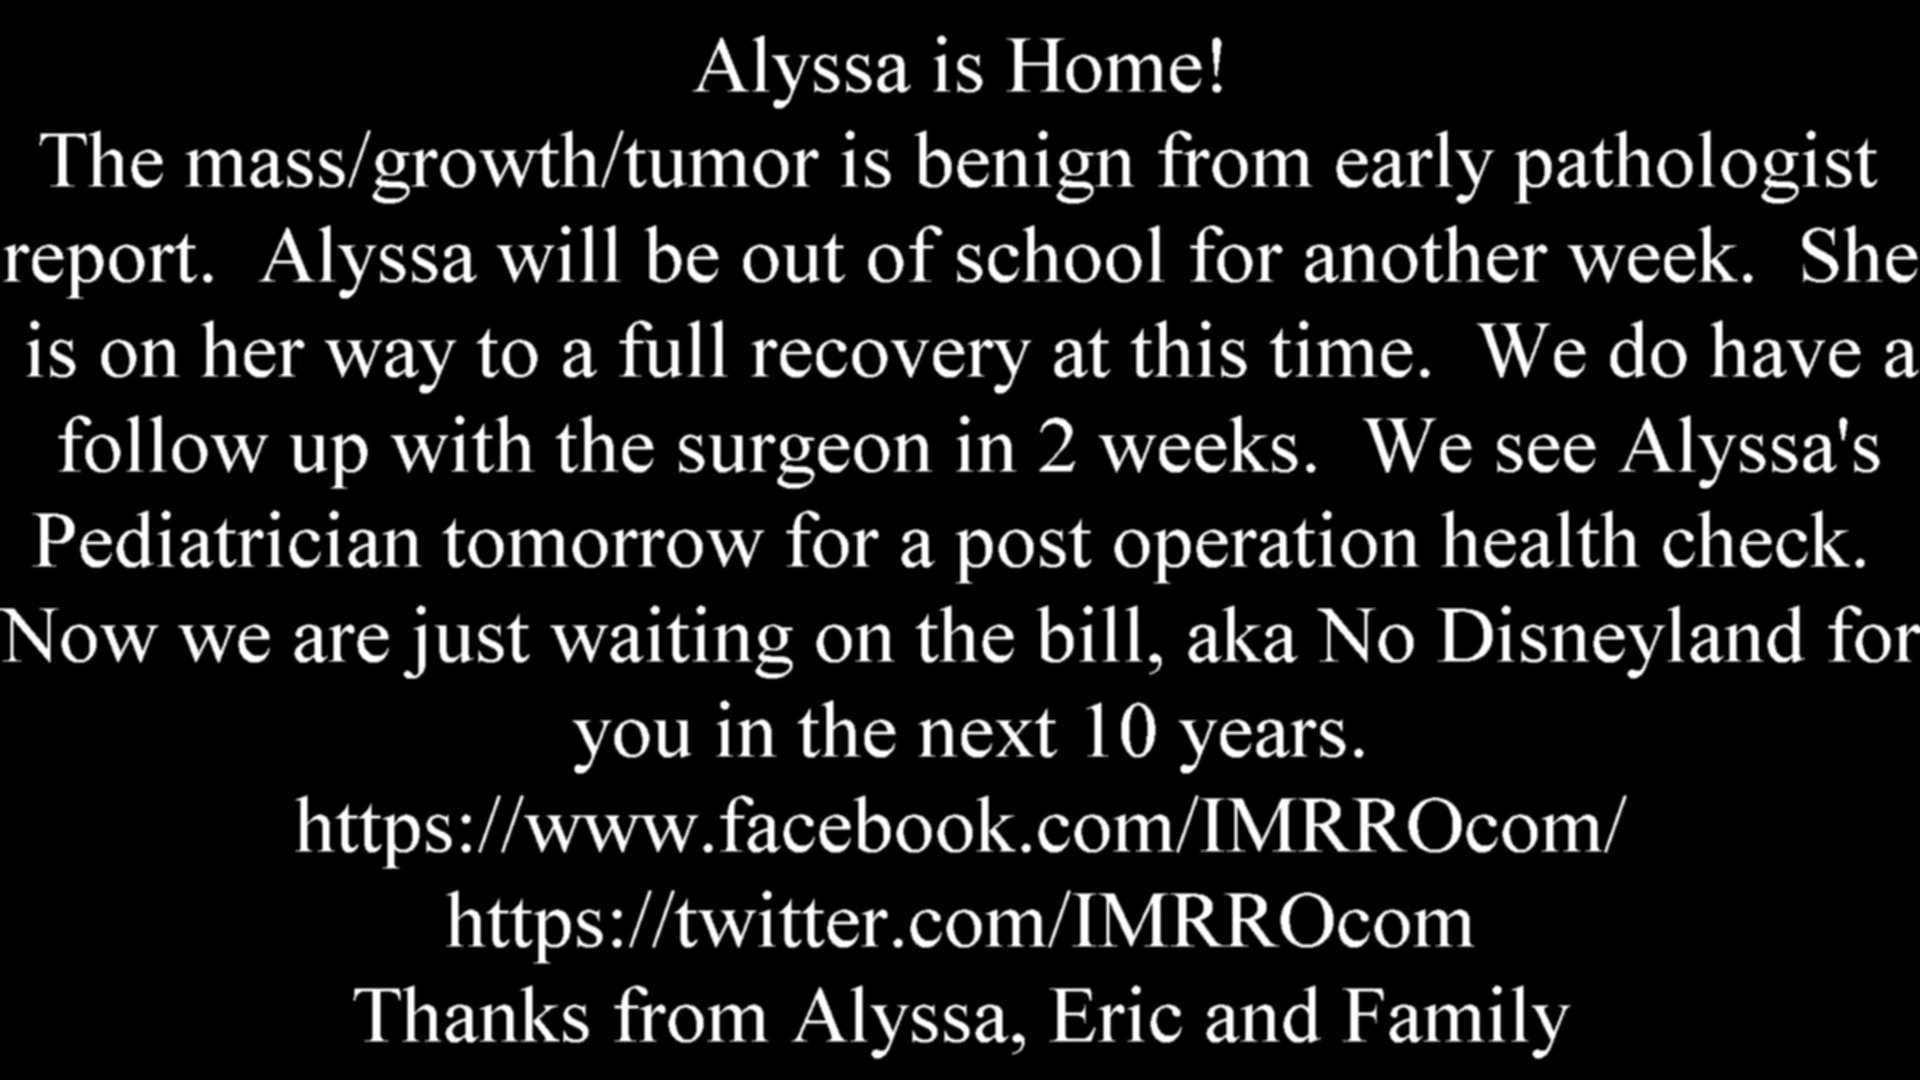 Alyssa is Home!
The mass/growth/tumor is benign from early pathologist
report.  Alyssa will be out of school for another week.  She
is on her way to a full recovery at this time.  We do have a
follow up with the surgeon in 2 weeks.  We see Alyssa's
Pediatrician tomorrow for a post operation health check.
Now we are just waiting on the bill, aka No Disneyland for
you in the next 10 years.
https://www.facebook.com/IMRROcom/
https://twitter.com/IMRROcom
Thanks from Alyssa, Eric and Family